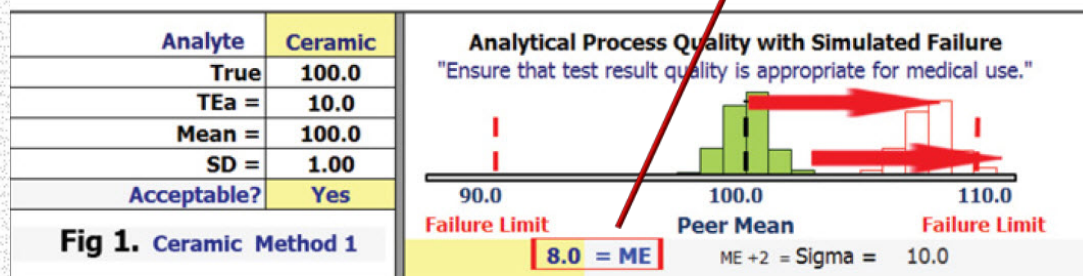 Analyte Ceramic
True 100.0
TEa = 10.0
Mean = 100.0
SD = 1.00
Acceptable? Yes
Fig 1. Ceramic Method 1
Analytical Process Quality with Simulated Failure
"Ensure that test result quality is appropriate for medical use."
90.0 100.0 110.0
Failure Limit Peer Mean Failure Limit
8.0 = ME ME +2 = Sigma = 10.0